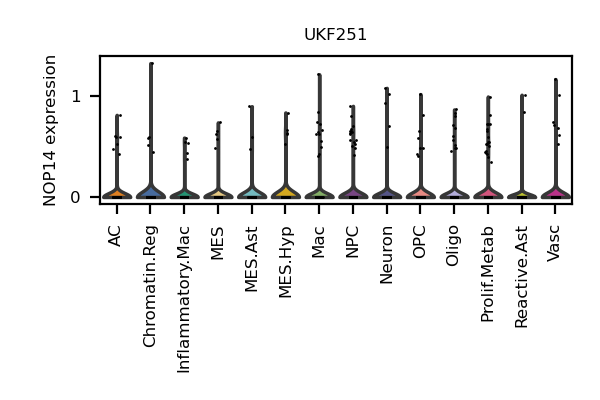 UKF251
NOP14 expression
1
0
AC
Chromatin.Reg
Inflammatory.Mac
MES
MES.Ast
MES.Hyp
Mac
NPC
Neuron
OPC
Oligo
Prolif.Metab
Reactive.Ast
Vasc